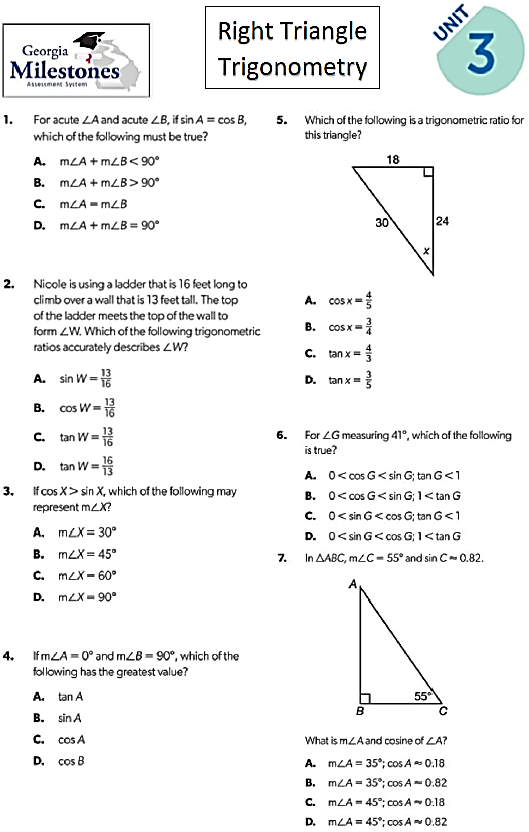 Georgia
Milestones
Assessment System
Right Triangle
Trigonometry
UNIT
3
1. For acute ∠A and acute ∠B, if sin A = cos B,
which of the following must be true?
A. m∠A + m∠B < 90°
B. m∠A + m∠B > 90°
C. m∠A = m∠B
D. m∠A + m∠B = 90°
2. Nicole is using a ladder that is 16 feet long to
climb over a wall that is 13 feet tall. The top
of the ladder meets the top of the wall to
form ∠W. Which of the following trigonometric
ratios accurately describes ∠W?
A. sin W = 13/16
B. cos W = 13/16
C. tan W = 13/16
D. tan W = 16/13
3. If cos X > sin X, which of the following may
represent m∠X?
A. m∠X = 30°
B. m∠X = 45°
C. m∠X = 60°
D. m∠X = 90°
4. If m∠A = 0° and m∠B = 90°, which of the
following has the greatest value?
A. tan A
B. sin A
C. cos A
D. cos B
5. Which of the following is a trigonometric ratio for
this triangle?
18
30
24
x
A. cos x = 4/5
B. cos x = 3/4
C. tan x = 4/3
D. tan x = 3/5
6. For ∠G measuring 41°, which of the following
is true?
A. 0 < cos G < sin G; tan G < 1
B. 0 < cos G < sin G; 1 < tan G
C. 0 < sin G < cos G; tan G < 1
D. 0 < sin G < cos G; 1 < tan G
7. In △ABC, m∠C = 55° and sin C ≈ 0.82.
A
55°
B
C
What is m∠A and cosine of ∠A?
A. m∠A = 35°; cos A ≈ 0.18
B. m∠A = 35°; cos A ≈ 0.82
C. m∠A = 45°; cos A ≈ 0.18
D. m∠A = 45°; cos A ≈ 0.82